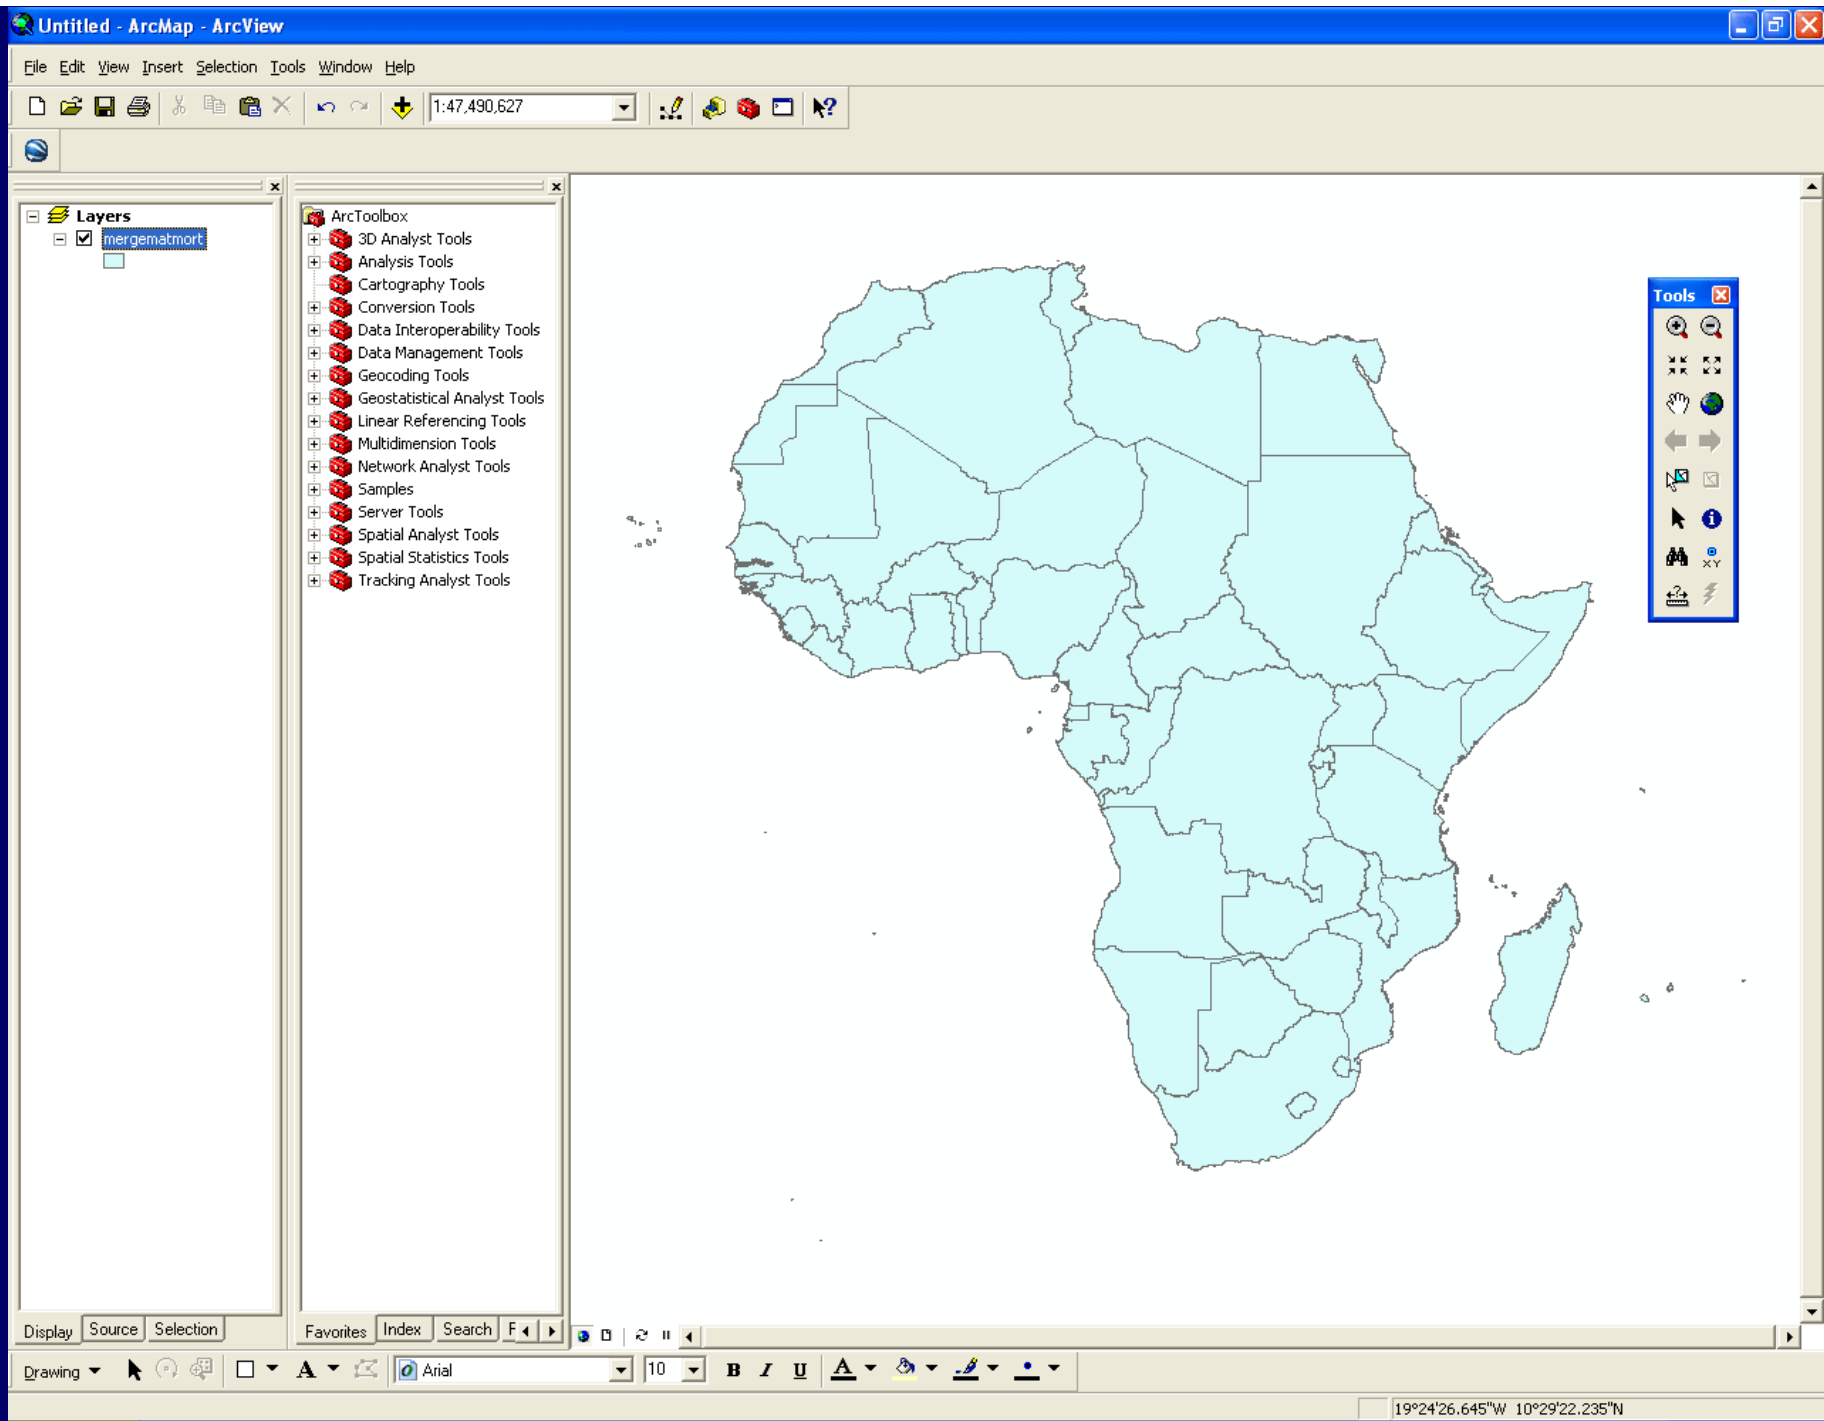 Untitled - ArcMap - ArcView
File Edit View Insert Selection Tools Window Help
1:47,490,627
Layers
mergematmort
ArcToolbox
3D Analyst Tools
Analysis Tools
Cartography Tools
Conversion Tools
Data Interoperability Tools
Data Management Tools
Geocoding Tools
Geostatistical Analyst Tools
Linear Referencing Tools
Multidimension Tools
Network Analyst Tools
Samples
Server Tools
Spatial Analyst Tools
Spatial Statistics Tools
Tracking Analyst Tools
Tools
XY
Display Source Selection
Favorites Index Search
Drawing A Arial 10 B I U A
19°24'26.645"W 10°29'22.235"N